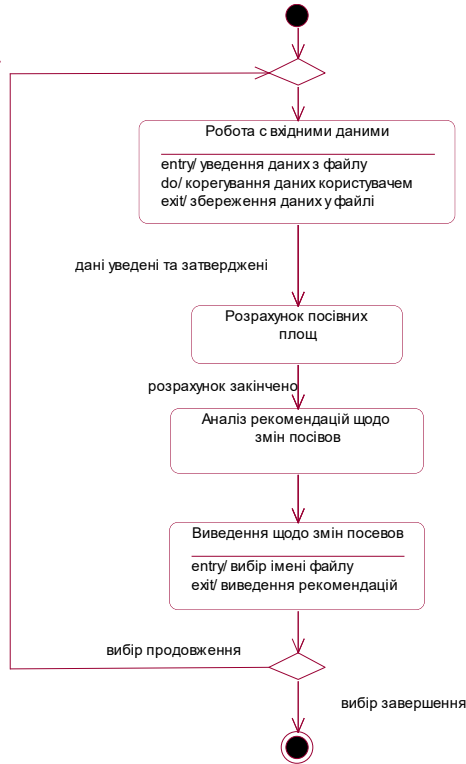 Робота с вхідними даними
entry/ уведення даних з файлу
do/ корегування даних користувачем
exit/ збереження даних у файлі
дані уведені та затверджені
Розрахунок посівних
площ
розрахунок закінчено
Аналіз рекомендацій щодо
змін посівов
Виведення щодо змін посевов
entry/ вибір імені файлу
exit/ виведення рекомендацій
вибір продовження
вибір завершення